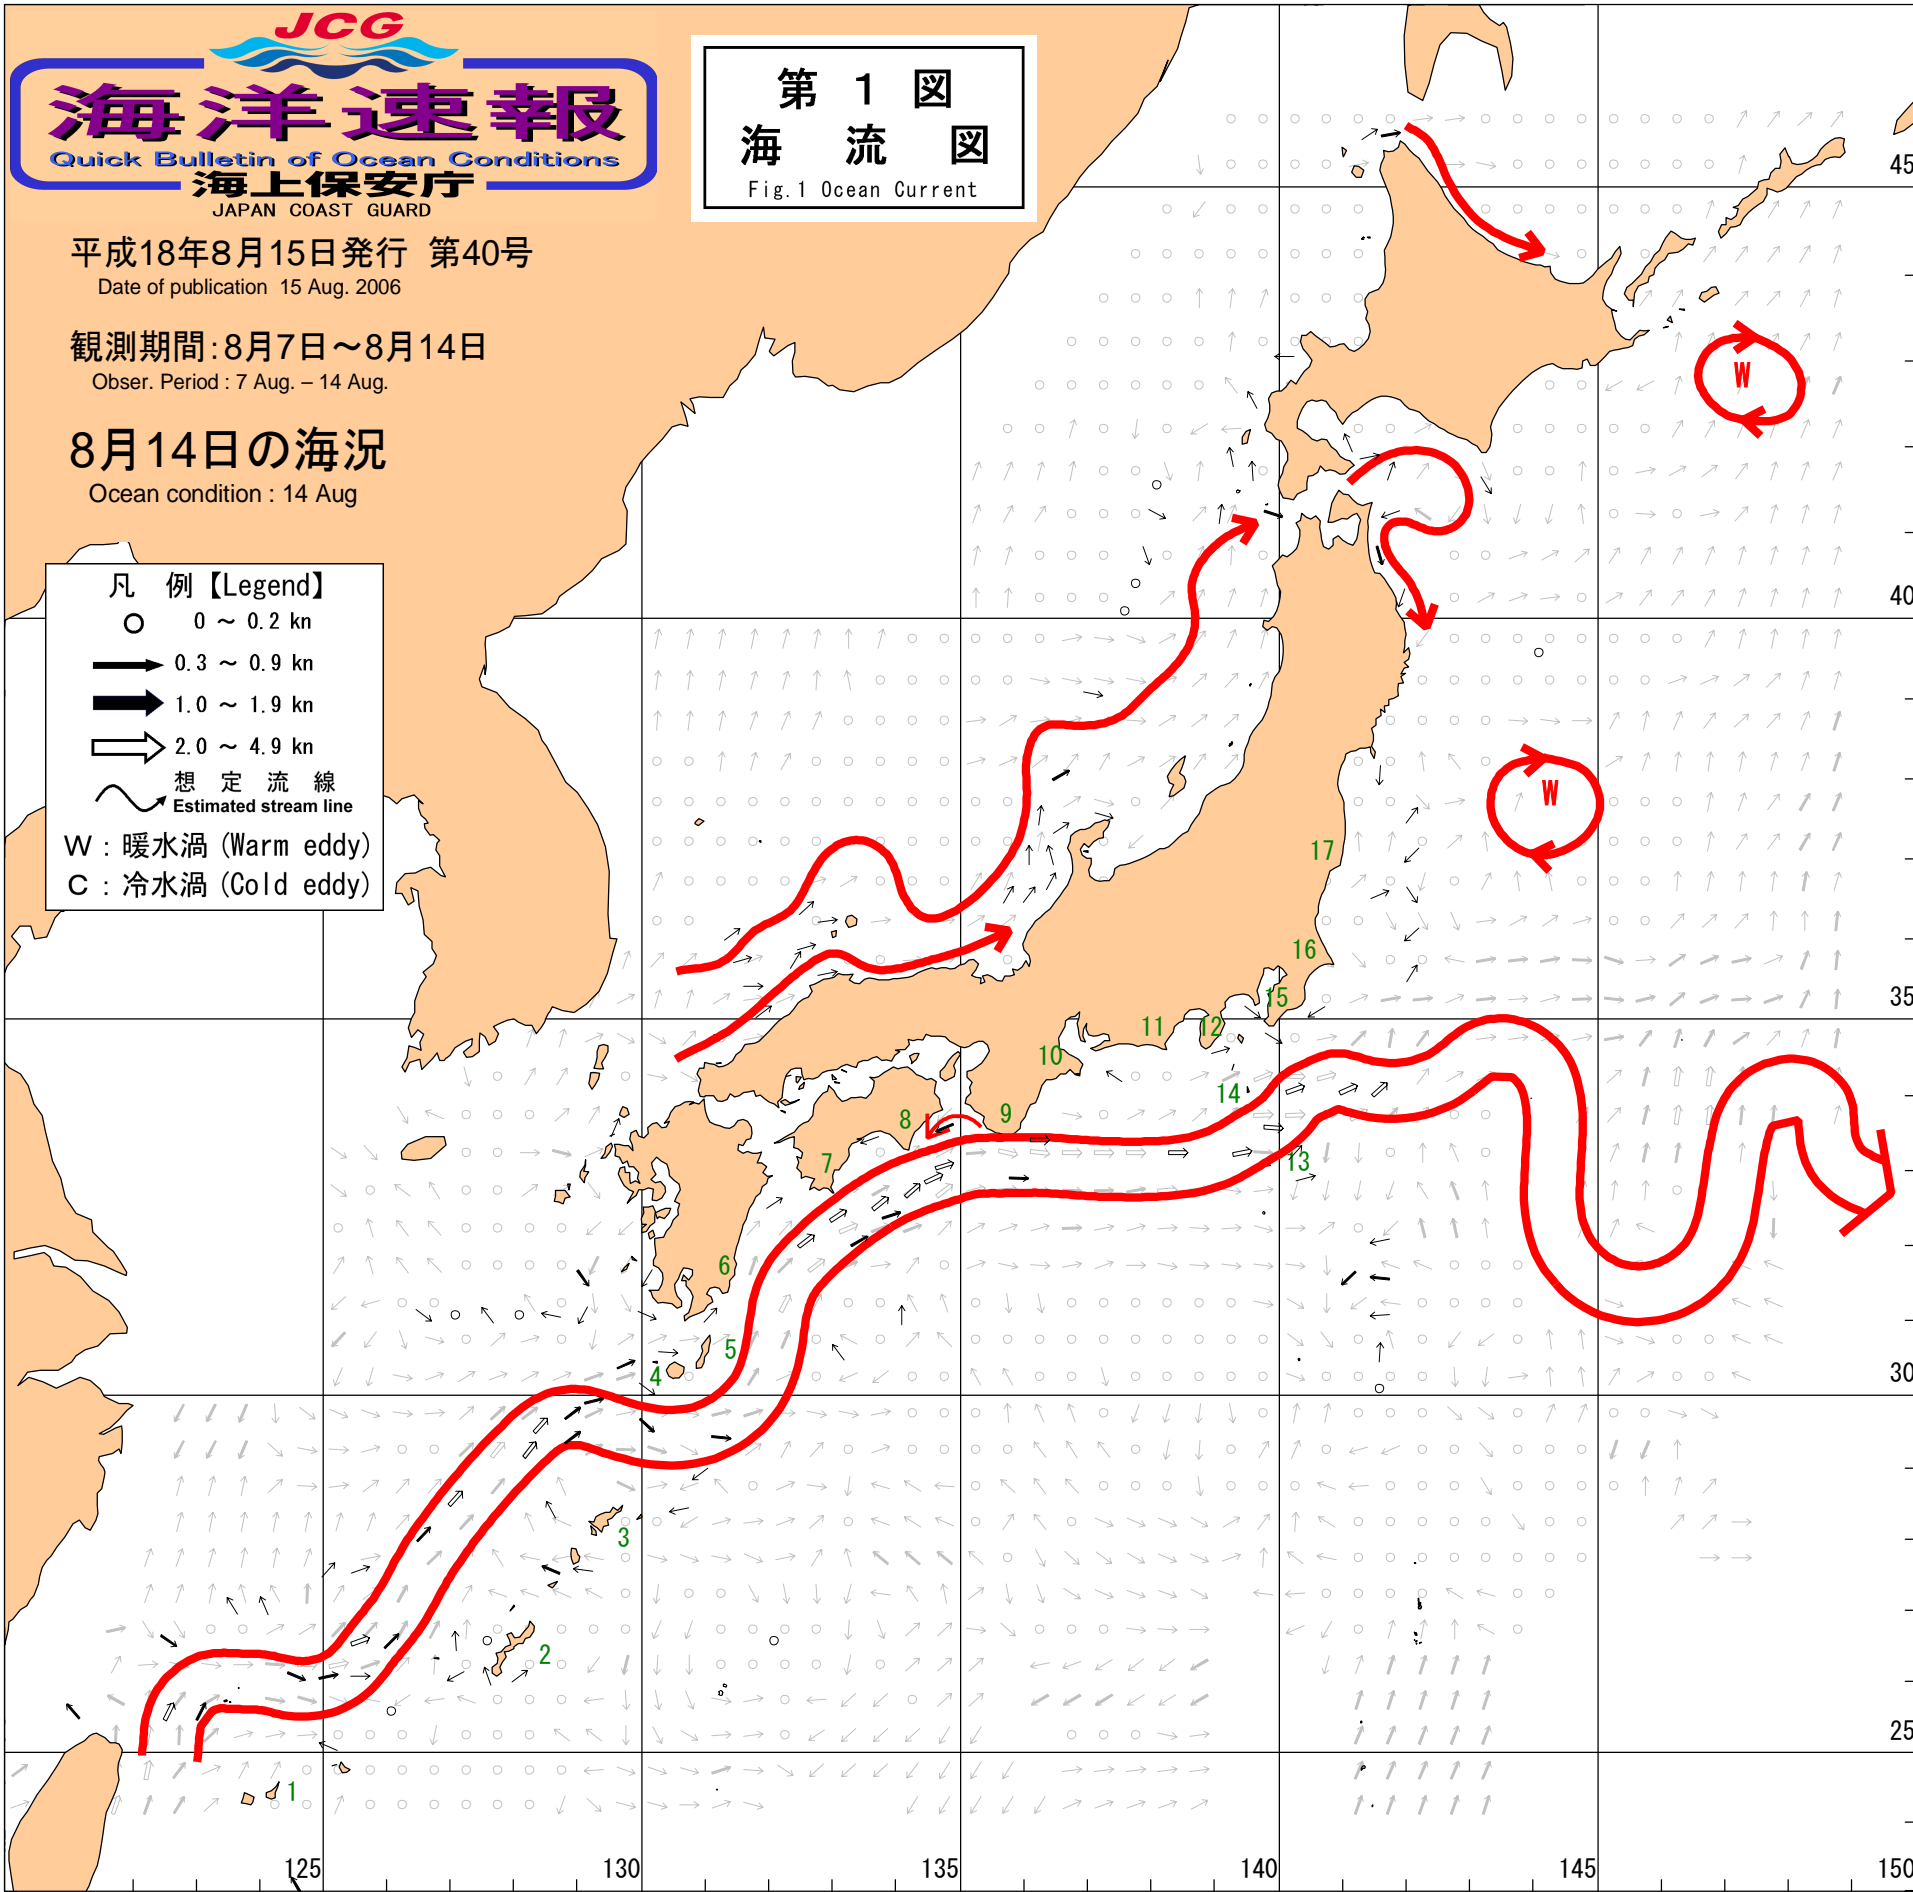 JCG
海洋速報
Quick Bulletin of Ocean Conditions
海上保安庁
JAPAN COAST GUARD
平成18年8月15日発行 第40号
Date of publication 15 Aug. 2006
観測期間:8月7日～8月14日
Obser. Period : 7 Aug. – 14 Aug.
8月14日の海況
Ocean condition : 14 Aug
第 1 図
海 流 図
Fig.1 Ocean Current
凡 例【Legend】
0 ～ 0.2 kn
0.3 ～ 0.9 kn
1.0 ～ 1.9 kn
2.0 ～ 4.9 kn
想 定 流 線
Estimated stream line
W : 暖水渦 (Warm eddy)
C : 冷水渦 (Cold eddy)
45
W
40
W
17
16
35
15
12
11
10
14
9
8
13
7
6
5
4
30
3
2
25
1
125
130
135
140
145
150